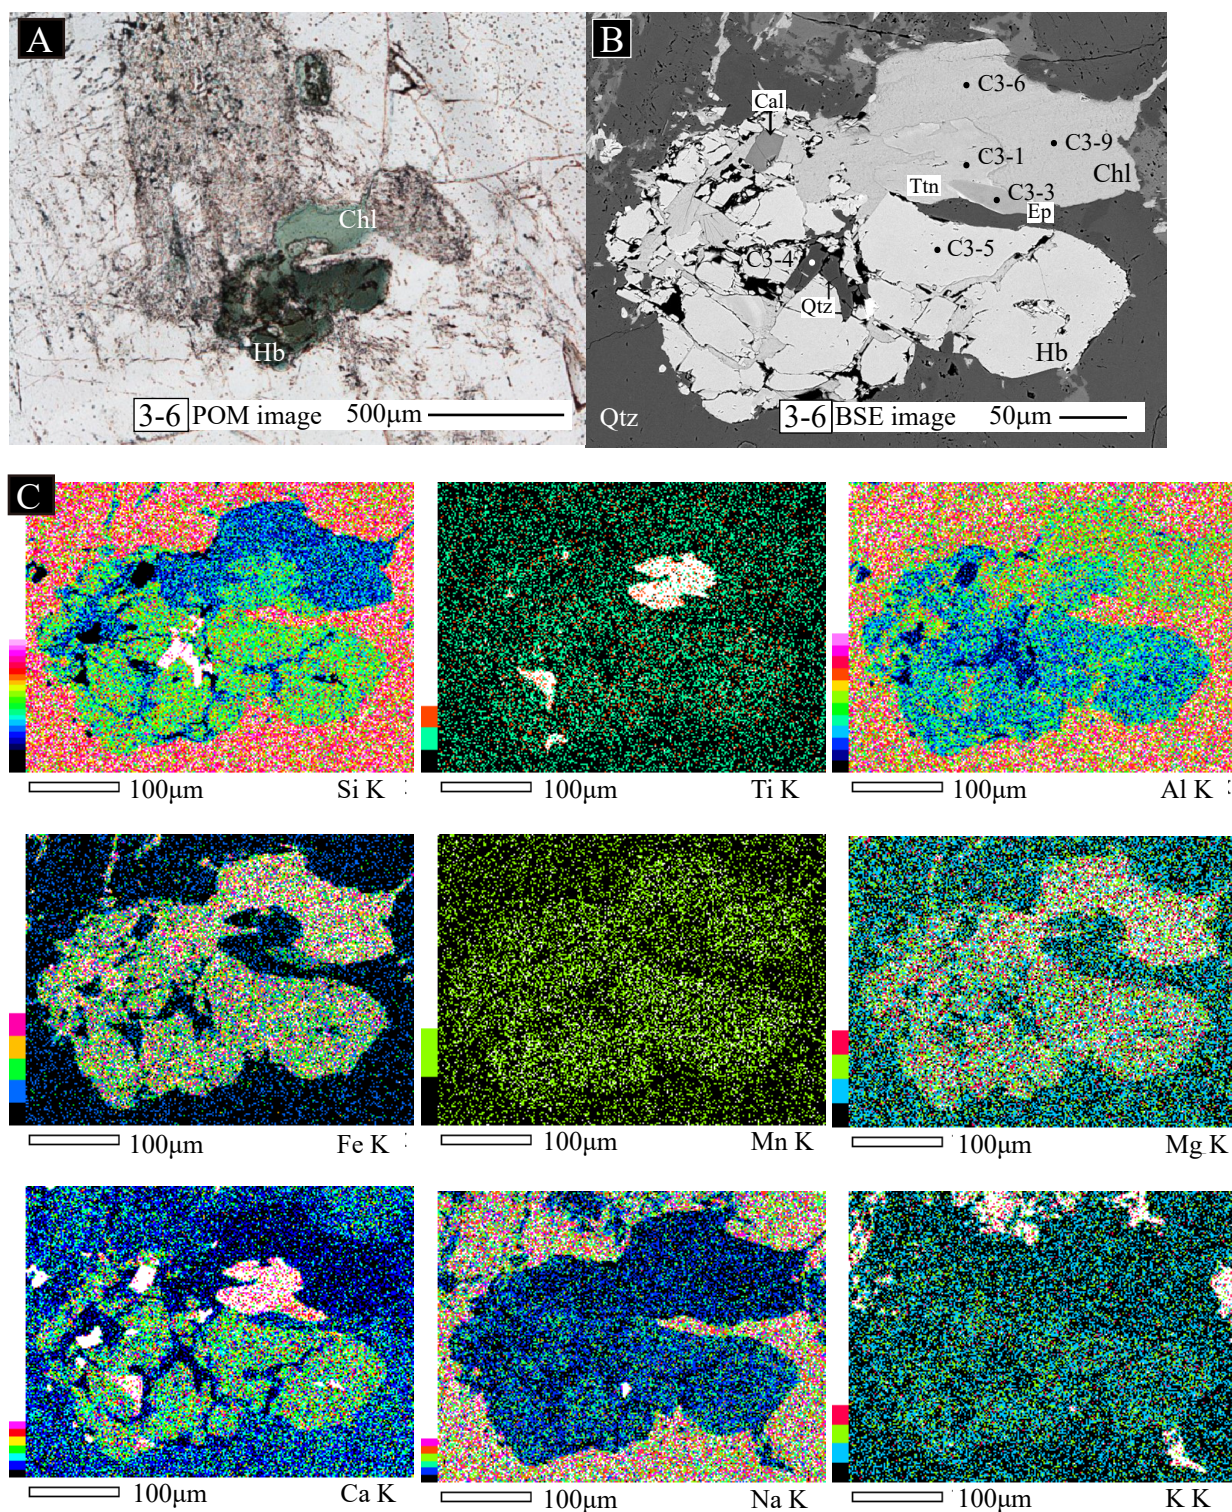 A
Chl
Hb
3-6 POM image 500μm
B
C3-6
Cal
C3-9
C3-1
Chl
Ttn
C3-3
Ep
C3-5
C3-4
Qtz
Hb
Qtz
3-6 BSE image 50μm
C
100μm Si K
100μm Ti K
100μm Al K
100μm Fe K
100μm Mn K
100μm Mg K
100μm Ca K
100μm Na K
100μm K K